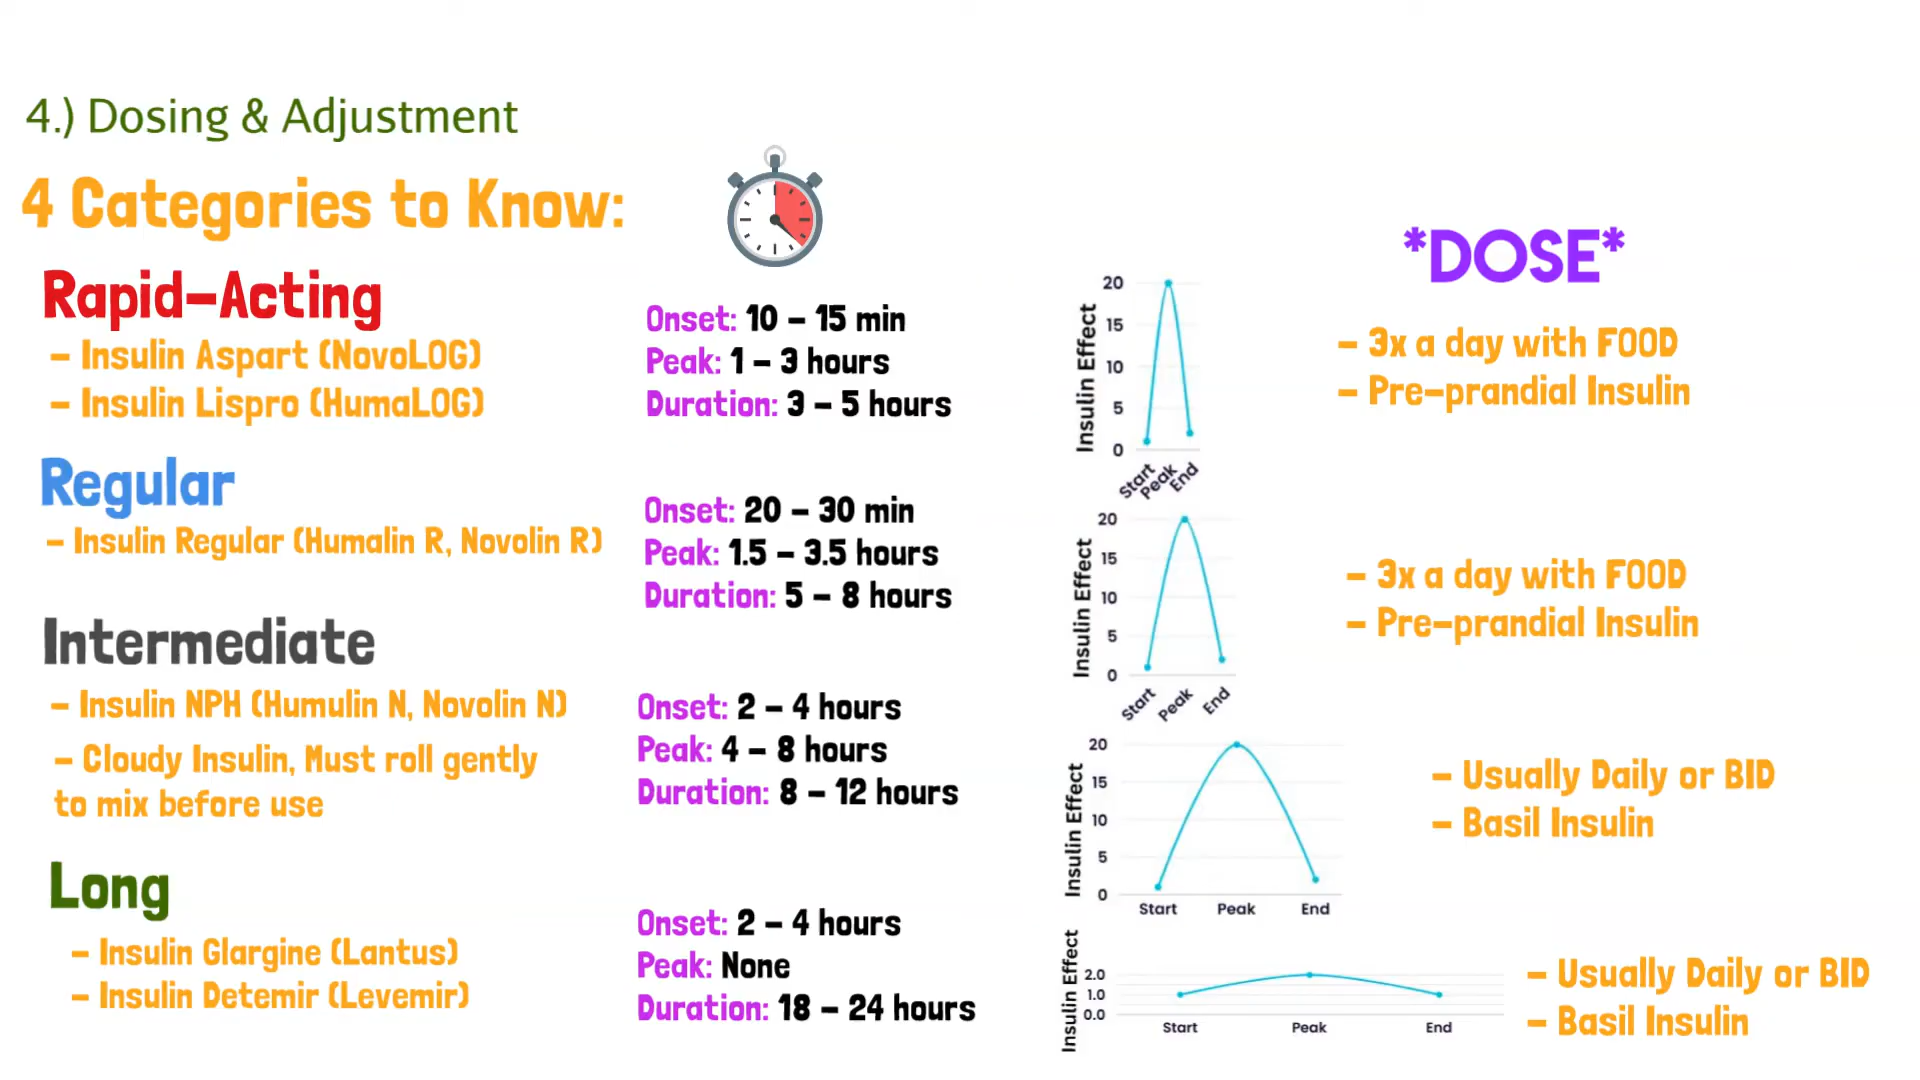 4.) Dosing & Adjustment
4 Categories to Know:
*DOSE*
Rapid-Acting
- Insulin Aspart (NovoLOG)
- Insulin Lispro (HumaLOG)
Onset: 10 - 15 min
Peak: 1 - 3 hours
Duration: 3 - 5 hours
Insulin Effect
20
15
10
5
0
Start
Peak
End
- 3x a day with FOOD
- Pre-prandial Insulin
Regular
- Insulin Regular (Humalin R, Novolin R)
Onset: 20 - 30 min
Peak: 1.5 - 3.5 hours
Duration: 5 - 8 hours
Insulin Effect
20
15
10
5
0
Start
Peak
End
- 3x a day with FOOD
- Pre-prandial Insulin
Intermediate
- Insulin NPH (Humulin N, Novolin N)
- Cloudy Insulin, Must roll gently
to mix before use
Onset: 2 - 4 hours
Peak: 4 - 8 hours
Duration: 8 - 12 hours
Insulin Effect
20
15
10
5
0
Start
Peak
End
- Usually Daily or BID
- Basil Insulin
Long
- Insulin Glargine (Lantus)
- Insulin Detemir (Levemir)
Onset: 2 - 4 hours
Peak: None
Duration: 18 - 24 hours
Insulin Effect
2.0
1.0
0.0
Start
Peak
End
- Usually Daily or BID
- Basil Insulin